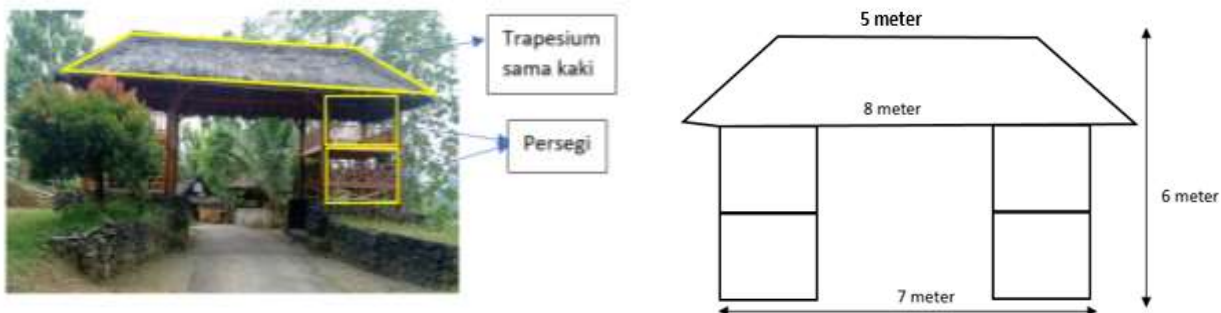 Trapesium
sama kaki
Persegi
5 meter
8 meter
6 meter
7 meter